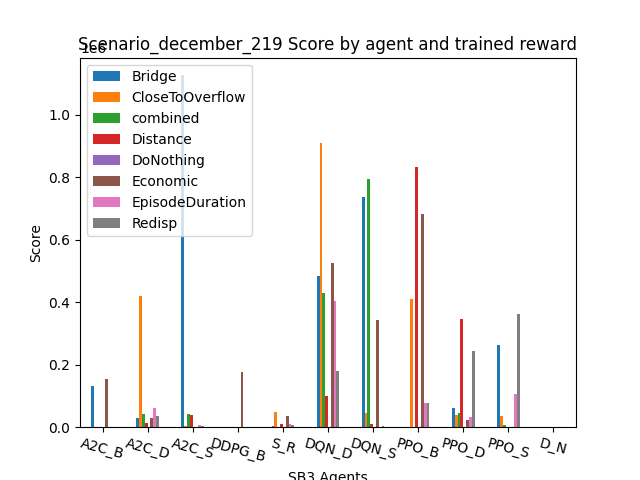 Scenario_december_219 Score by agent and trained reward
1e6
Bridge
CloseToOverflow
combined
Distance
DoNothing
Economic
EpisodeDuration
Redisp
1.0
0.8
0.6
0.4
0.2
0.0
Score
A2C_B
A2C_D
A2C_S
DDPG_B
S_R
DQN_D
DQN_S
PPO_B
PPO_D
PPO_S
D_N
SB3 Agents